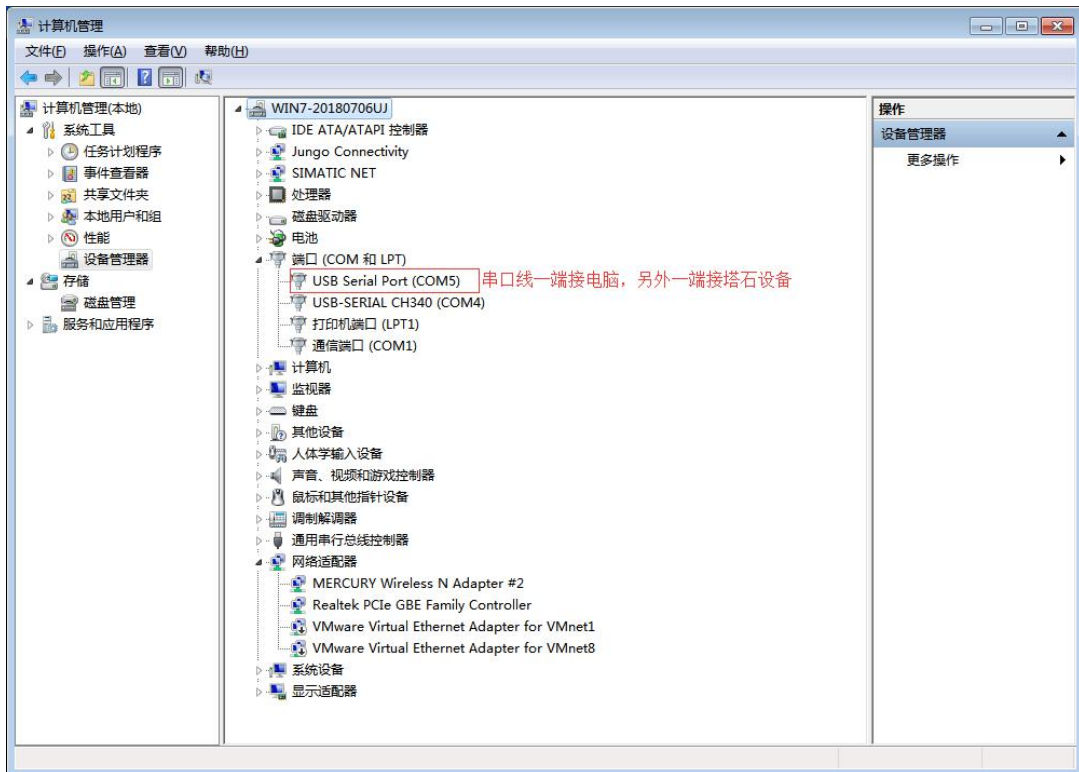 计算机管理
文件(F) 操作(A) 查看(V) 帮助(H)
计算机管理(本地)
系统工具
任务计划程序
事件查看器
共享文件夹
本地用户和组
性能
设备管理器
存储
磁盘管理
服务和应用程序
WIN7-20180706UJ
IDE ATA/ATAPI 控制器
Jungo Connectivity
SIMATIC NET
处理器
磁盘驱动器
电池
端口 (COM 和 LPT)
USB Serial Port (COM5) 串口线一端接电脑，另外一端接塔石设备
USB-SERIAL CH340 (COM4)
打印机端口 (LPT1)
通信端口 (COM1)
计算机
监视器
键盘
其他设备
人体学输入设备
声音、视频和游戏控制器
鼠标和其他指针设备
调制解调器
通用串行总线控制器
网络适配器
MERCURY Wireless N Adapter #2
Realtek PCIe GBE Family Controller
VMware Virtual Ethernet Adapter for VMnet1
VMware Virtual Ethernet Adapter for VMnet8
系统设备
显示适配器
操作
设备管理器
更多操作